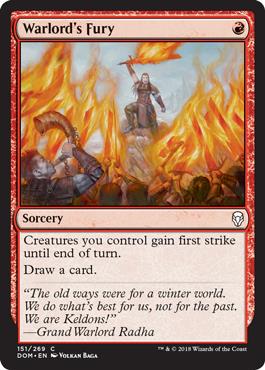 Warlord's Fury
Sorcery
Creatures you control gain first strike
until end of turn.
Draw a card.
"The old ways were for a winter world.
We do what's best for us, not for the past.
We are Keldons!"
—Grand Warlord Radha
151/269 C
DOM • EN VOLKAN BAGA
™ & © 2018 Wizards of the Coast